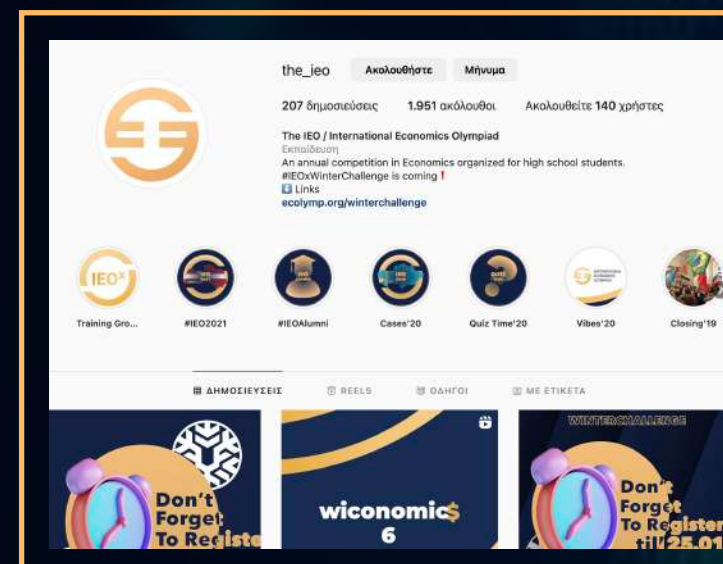 the_ieo Ακολουθήστε Μήνυμα
207 δημοσιεύσεις 1.951 ακόλουθοι Ακολουθείτε 140 χρήστες
The IEO / International Economics Olympiad
Εκπαίδευση
An annual competition in Economics organized for high school students.
#IEOxWinterChallenge is coming❗
⬇️ Links
ecolymp.org/winterchallenge
IEOˣ
Training Gro...
#IEO2021
#IEOAlumni
Cases'20
Quiz Time'20
Vibes'20
Closing'19
ΔΗΜΟΣΙΕΥΣΕΙΣ REELS ΟΔΗΓΟΙ ΜΕ ΕΤΙΚΕΤΑ
Don't
Forget
To Registe
wiconomic$
6
WINTERCHALLENGE
Don't
Forget
To Register
till 25.01